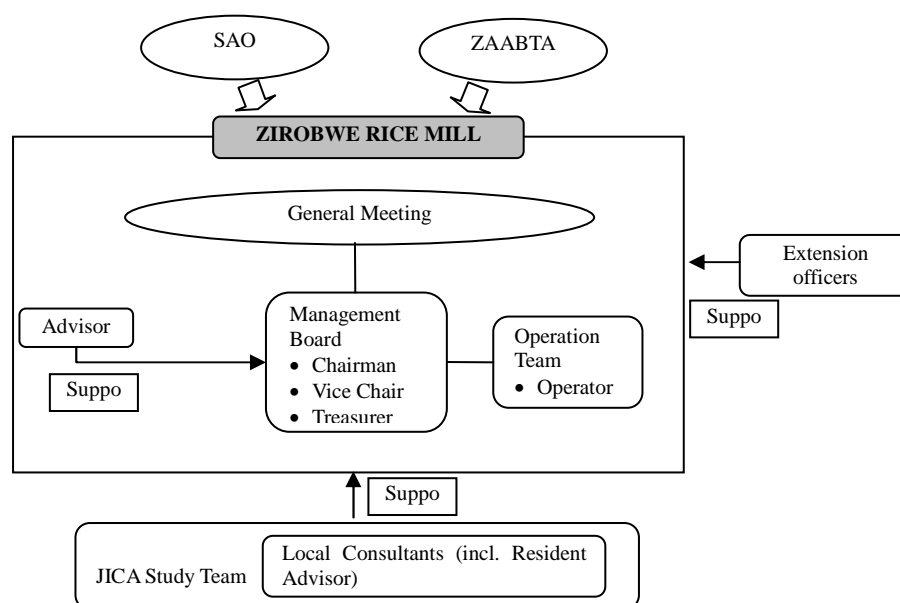 SAO
ZAABTA
ZIROBWE RICE MILL
General Meeting
Extension
officers
Suppo
Advisor
Suppo
Management
Board
• Chairman
• Vice Chair
• Treasurer
Operation
Team
• Operator
Suppo
JICA Study Team
Local Consultants (incl. Resident
Advisor)